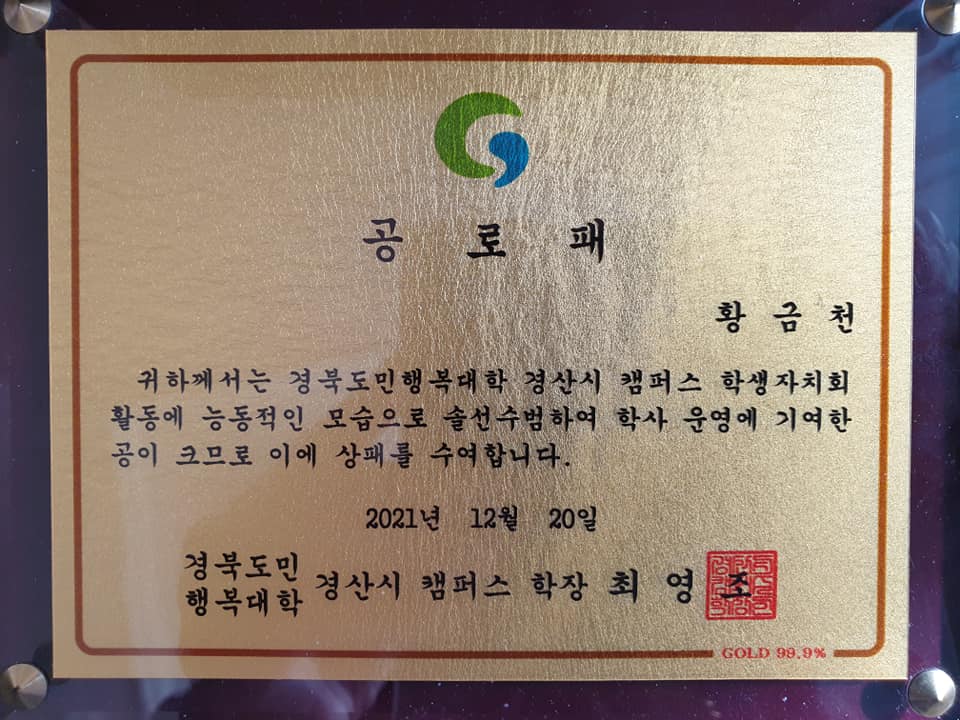 공 로 패
황 금 천
귀하께서는 경북도민행복대학 경산시 캠퍼스 학생자치회
활동에 능동적인 모습으로 솔선수범하여 학사 운영에 기여한
공이 크므로 이에 상패를 수여합니다.
2021년 12월 20일
경북도민
행복대학 경산시 캠퍼스 학장 최 영 조
GOLD 99.9%